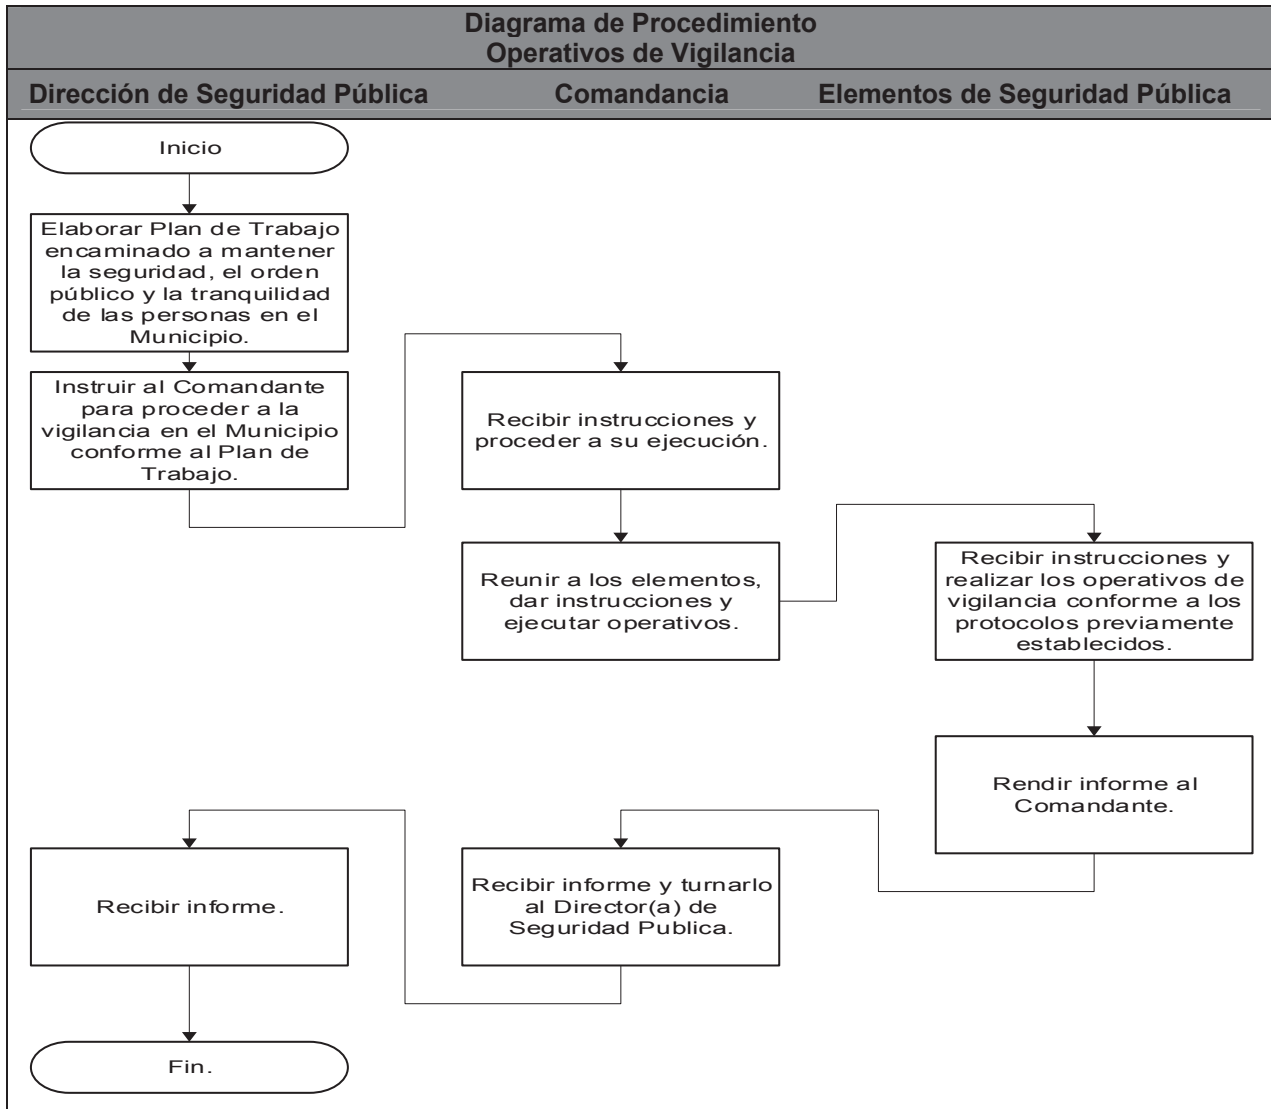 Diagrama de Procedimiento
Operativos de Vigilancia
Dirección de Seguridad Pública
Comandancia
Elementos de Seguridad Pública
Inicio
Elaborar Plan de Trabajo
encaminado a mantener
la seguridad, el orden
público y la tranquilidad
de las personas en el
Municipio.
Instruir al Comandante
para proceder a la
vigilancia en el Municipio
conforme al Plan de
Trabajo.
Recibir instrucciones y
proceder a su ejecución.
Reunir a los elementos,
dar instrucciones y
ejecutar operativos.
Recibir instrucciones y
realizar los operativos de
vigilancia conforme a los
protocolos previamente
establecidos.
Rendir informe al
Comandante.
Recibir informe y turnarlo
al Director(a) de
Seguridad Publica.
Recibir informe.
Fin.